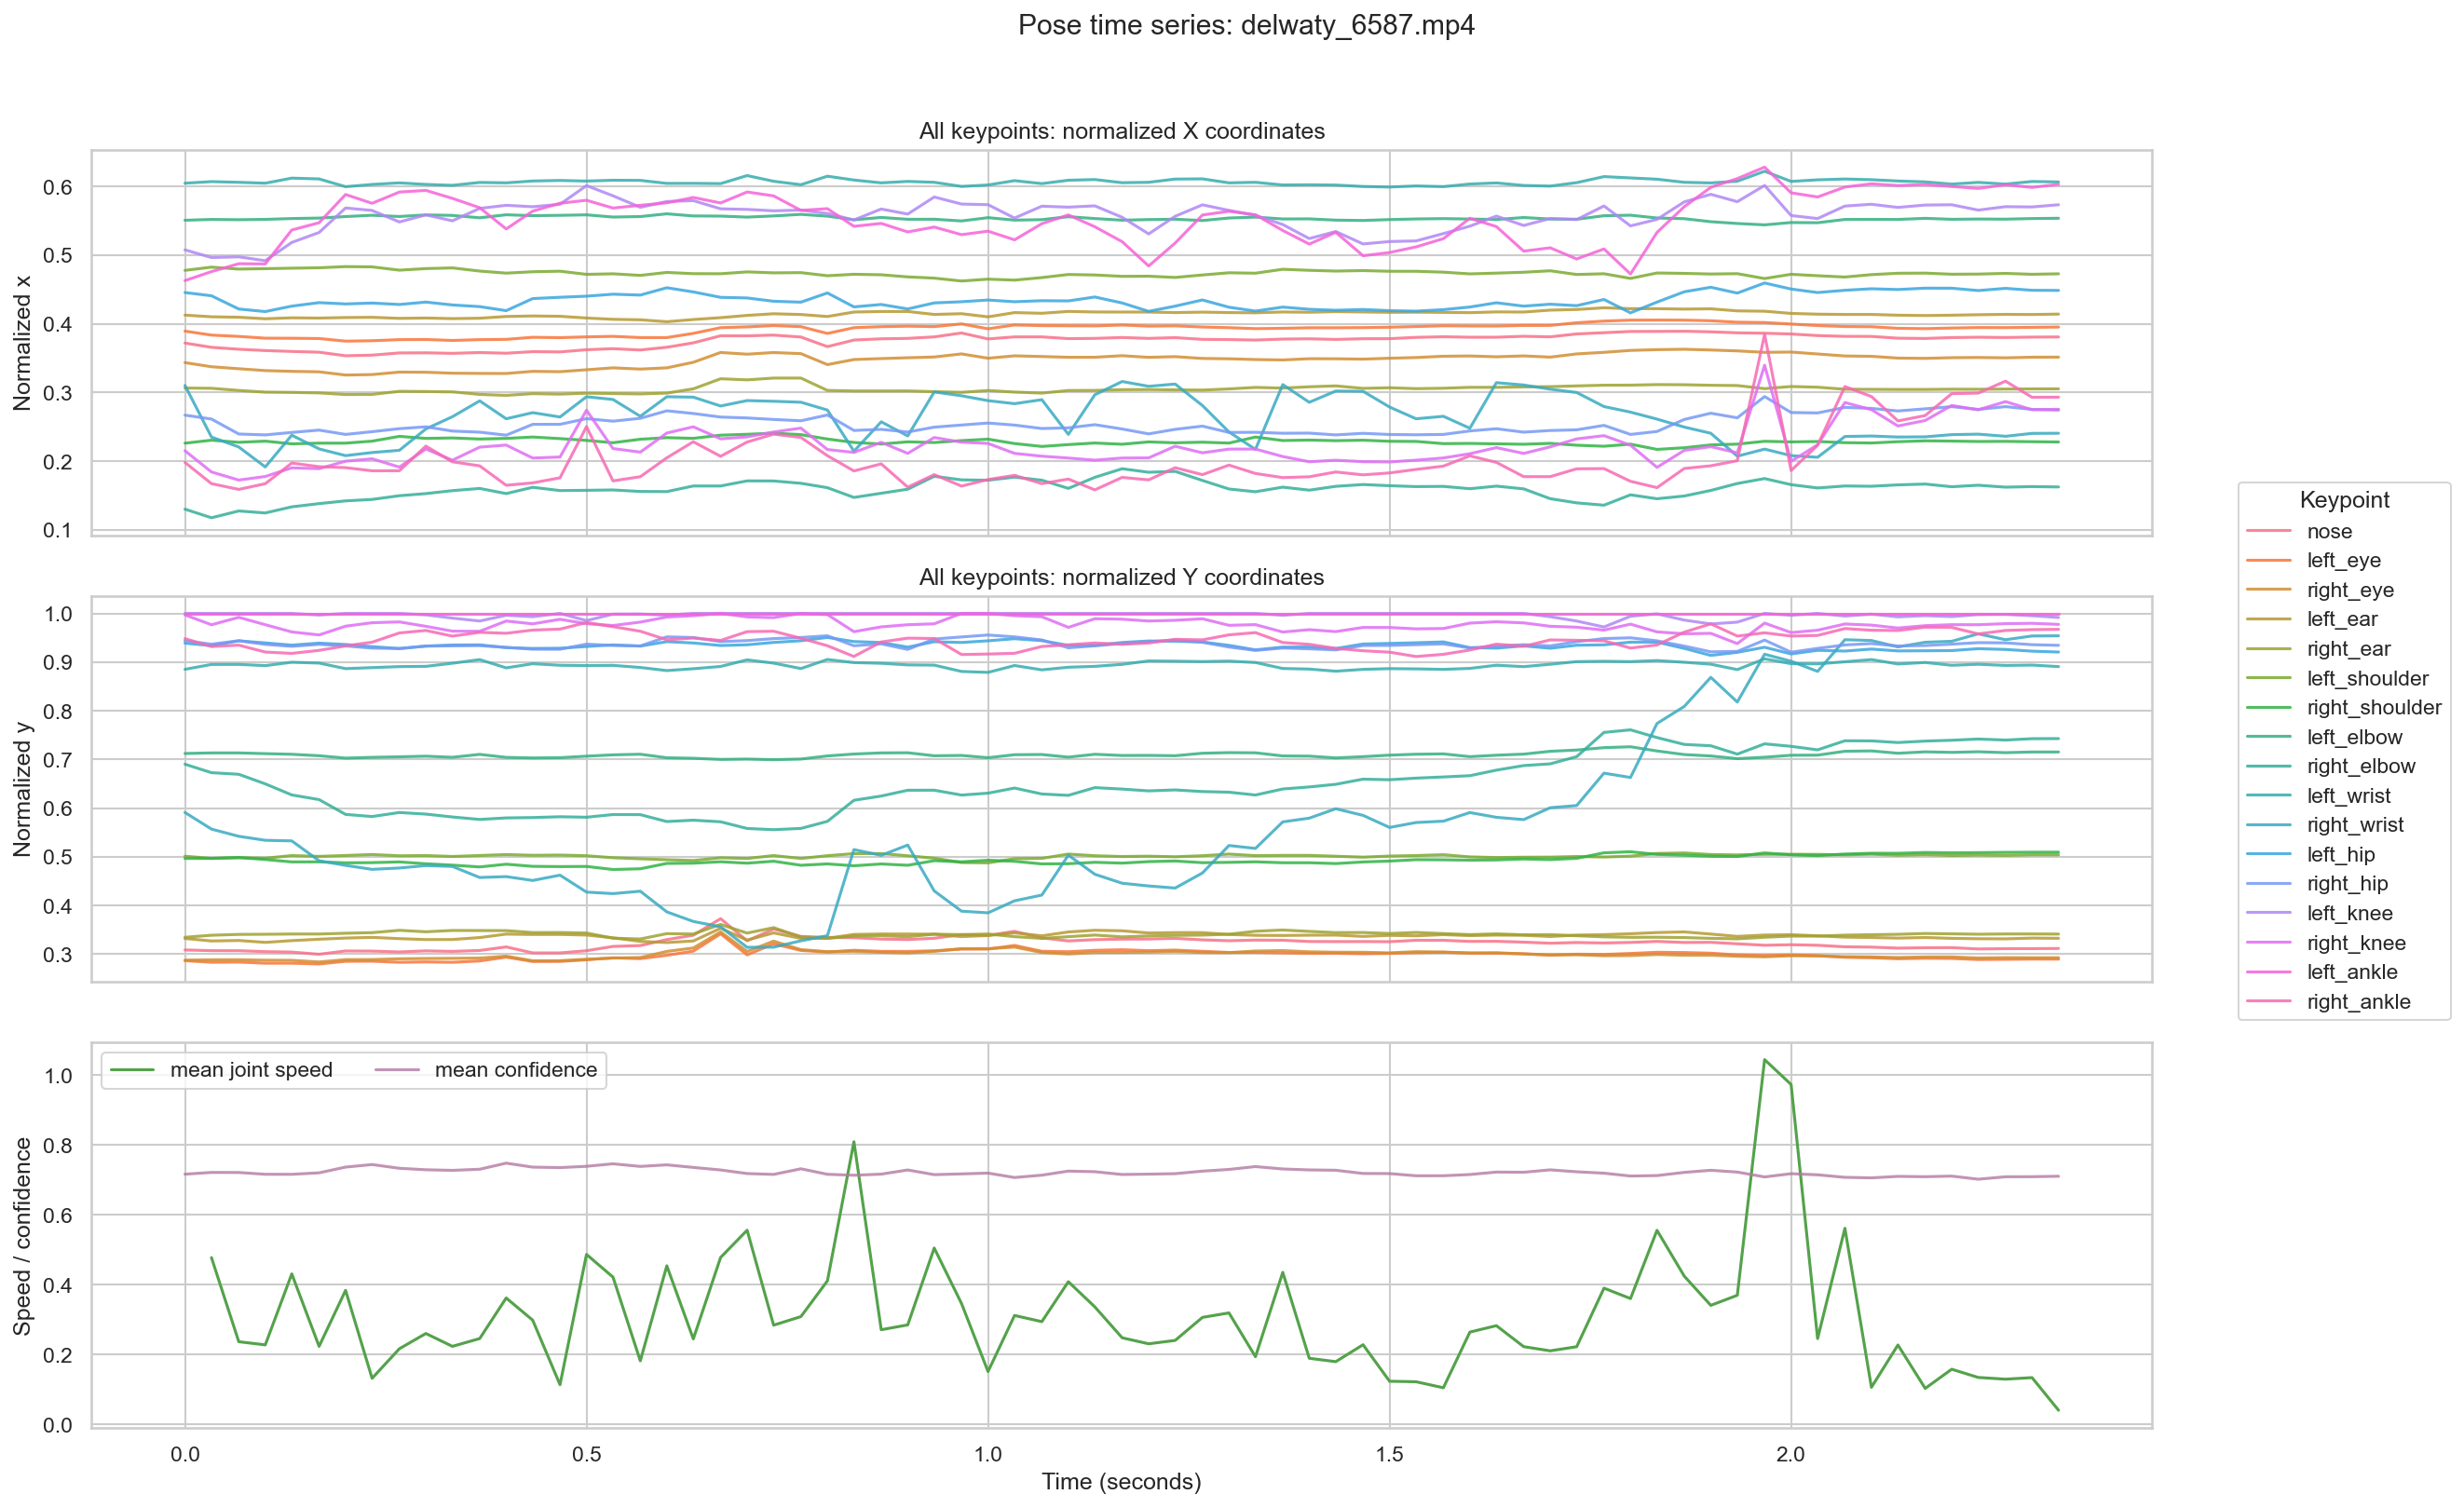 Pose time series: delwaty_6587.mp4
All keypoints: normalized X coordinates
Normalized x
0.6
0.5
0.4
0.3
0.2
0.1
All keypoints: normalized Y coordinates
Normalized y
1.0
0.9
0.8
0.7
0.6
0.5
0.4
0.3
Keypoint
nose
left_eye
right_eye
left_ear
right_ear
left_shoulder
right_shoulder
left_elbow
right_elbow
left_wrist
right_wrist
left_hip
right_hip
left_knee
right_knee
left_ankle
right_ankle
mean joint speed mean confidence
Speed / confidence
1.0
0.8
0.6
0.4
0.2
0.0
0.0 0.5 1.0 1.5 2.0
Time (seconds)